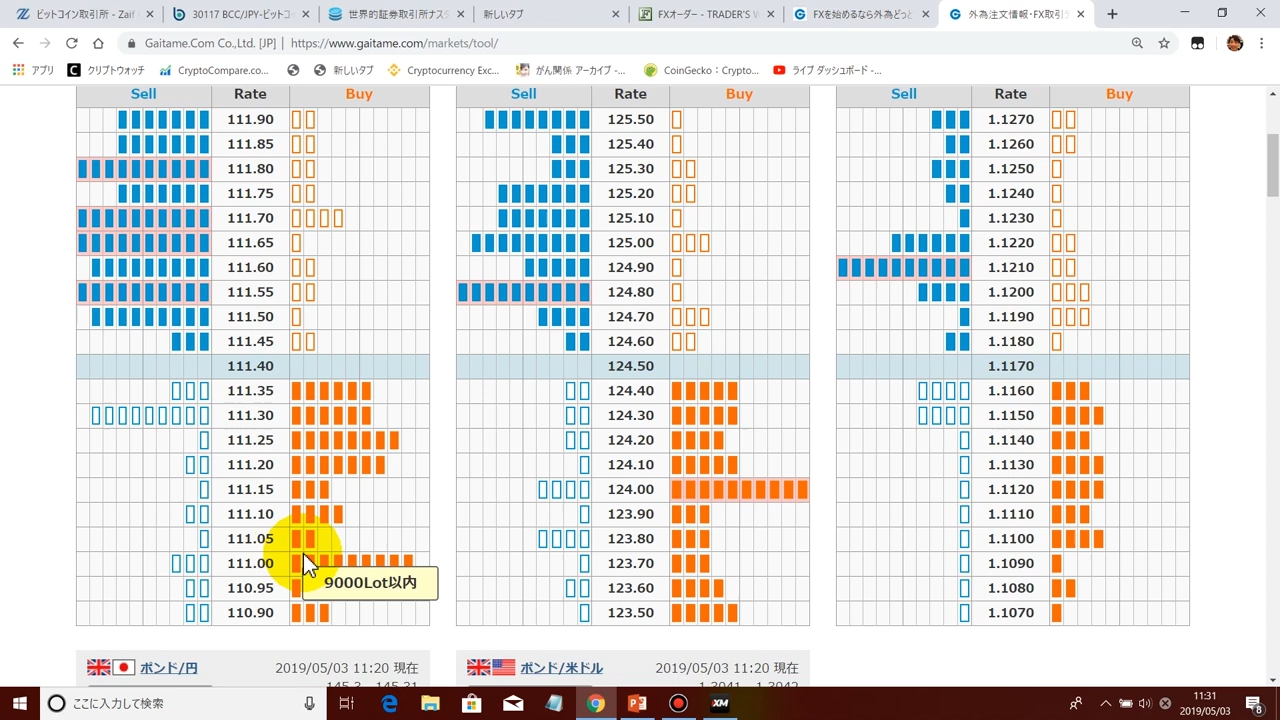 ビットコイン取引所 - Zaif
30117 BCC/JPY-ビットコイ
世界的証券取引所ナスタ
新しいタブ
FXオーダー - TRADER'S W
FXを始めるなら外為どっと
外為注文情報・FX取引デ
Gaitame.Com Co.,Ltd. [JP] | https://www.gaitame.com/markets/tool/
アプリ
クリプトウォッチ
CryptoCompare.co...
新しいタブ
Cryptocurrency Exc...
がん関係 アーカイブ - ...
CoinGecko：Crypto...
ライブ ダッシュボード - ...
Sell Rate Buy Sell Rate Buy Sell Rate Buy
111.90 125.50 1.1270
111.85 125.40 1.1260
111.80 125.30 1.1250
111.75 125.20 1.1240
111.70 125.10 1.1230
111.65 125.00 1.1220
111.60 124.90 1.1210
111.55 124.80 1.1200
111.50 124.70 1.1190
111.45 124.60 1.1180
111.40 124.50 1.1170
111.35 124.40 1.1160
111.30 124.30 1.1150
111.25 124.20 1.1140
111.20 124.10 1.1130
111.15 124.00 1.1120
111.10 123.90 1.1110
111.05 123.80 1.1100
111.00 123.70 1.1090
9000Lot以内
110.95 123.60 1.1080
110.90 123.50 1.1070
ポンド/円 2019/05/03 11:20 現在
ポンド/米ドル 2019/05/03 11:20 現在
ここに入力して検索
XM
11:31
2019/05/03
8